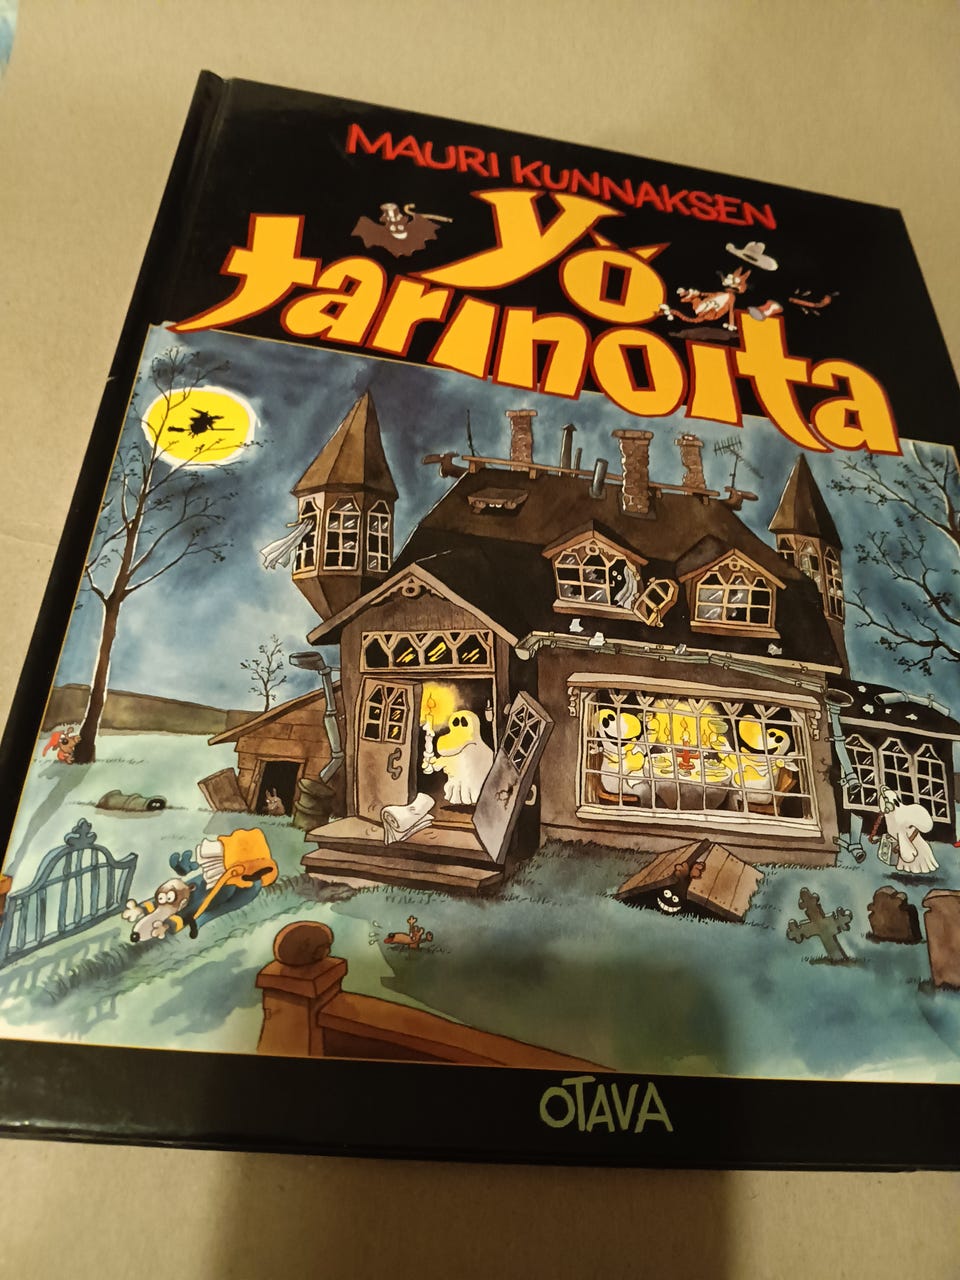 MAURI KUNNAKSEN
YÖ
tarinoita
OTAVA